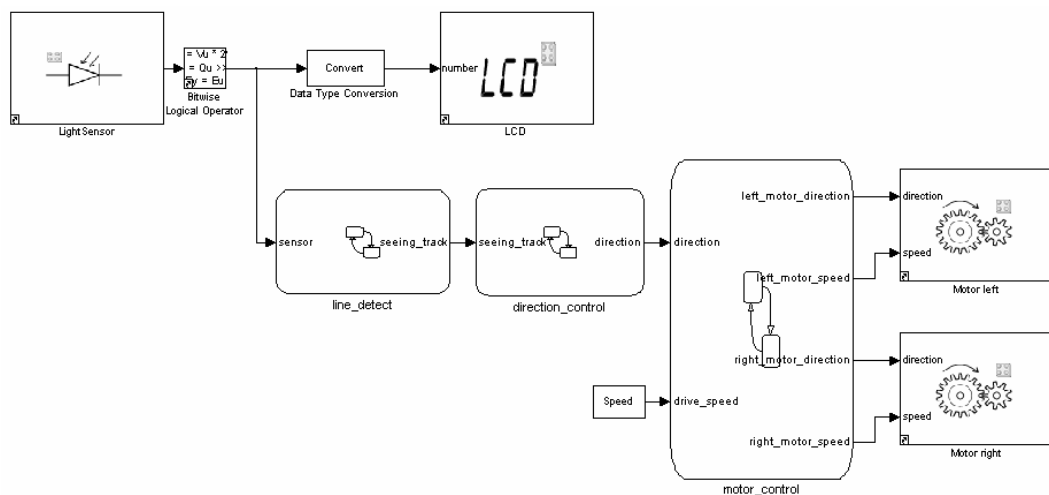 = Vu * 2
= Qu >>
y = Eu
Bitwise
Logical Operator
LightSensor
Convert
Data Type Conversion
number
LCD
LCD
sensor
seeing_track
line_detect
seeing_track
direction
direction_control
direction
drive_speed
left_motor_direction
left_motor_speed
right_motor_direction
right_motor_speed
motor_control
Speed
direction
speed
Motor left
direction
speed
Motor right